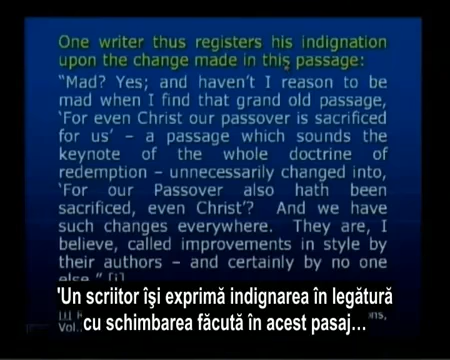 One writer thus registers his indignation
upon the change made in this passage:
“Mad? Yes; and haven’t I reason to be
mad when I find that grand old passage,
‘For even Christ our passover is sacrificed
for us’ – a passage which sounds the
keynote of the whole doctrine of
redemption – unnecessarily changed into,
‘For our Passover also hath been
sacrificed, even Christ’? And we have
such changes everywhere. They are, I
believe, called improvements in style by
their authors – and certainly by no one
else.” [i]
'Un scriitor își exprimă indignarea în legătură
cu schimbarea făcută în acest pasaj…
Vol.